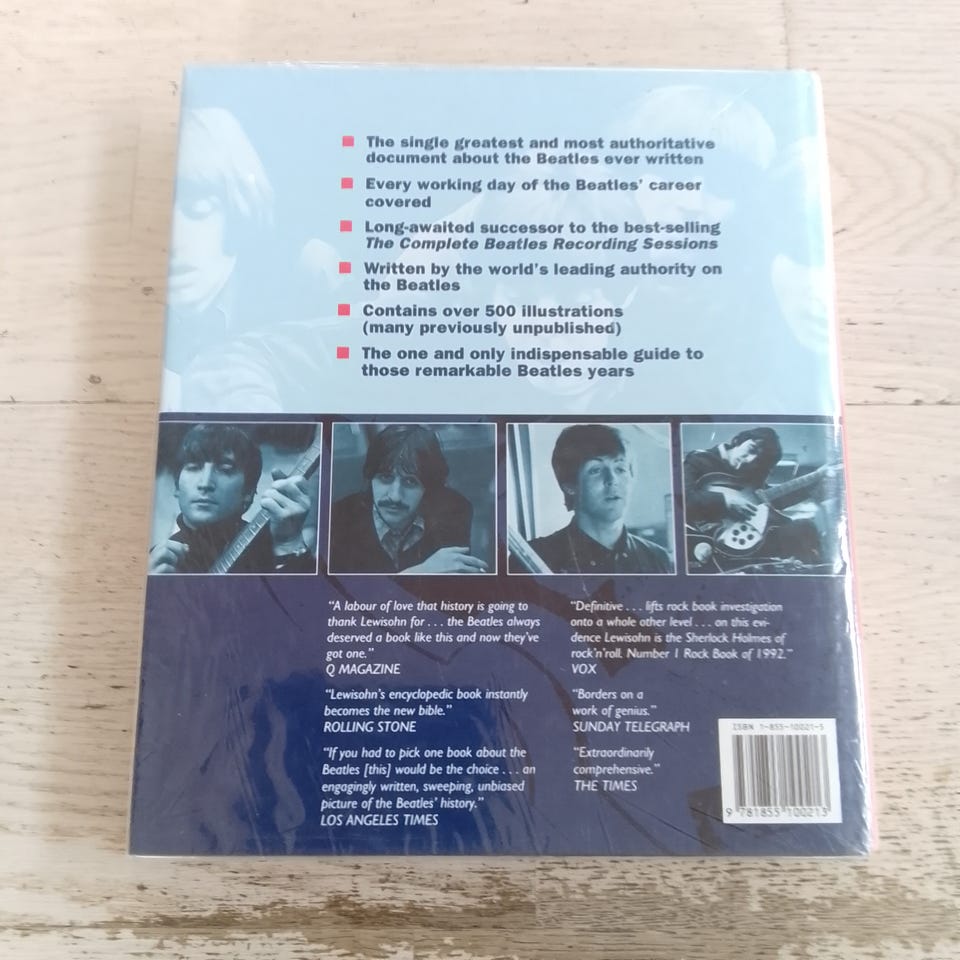 The single greatest and most authoritative
document about the Beatles ever written
Every working day of the Beatles' career
covered
Long-awaited successor to the best-selling
The Complete Beatles Recording Sessions
Written by the world's leading authority on
the Beatles
Contains over 500 illustrations
(many previously unpublished)
The one and only indispensable guide to
those remarkable Beatles years
"A labour of love that history is going to
thank Lewisohn for . . . the Beatles always
deserved a book like this and now they've
got one."
Q MAGAZINE
"Lewisohn's encyclopedic book instantly
becomes the new bible."
ROLLING STONE
"If you had to pick one book about the
Beatles [this] would be the choice . . . an
engagingly written, sweeping, unbiased
picture of the Beatles' history."
LOS ANGELES TIMES
"Definitive . . . lifts rock book investigation
onto a whole other level . . . on this evi-
dence Lewisohn is the Sherlock Holmes of
rock'n'roll. Number 1 Rock Book of 1992."
VOX
"Borders on a
work of genius."
SUNDAY TELEGRAPH
"Extraordinarily
comprehensive."
THE TIMES
ISBN 1-855-10021-5
9 781855 100213